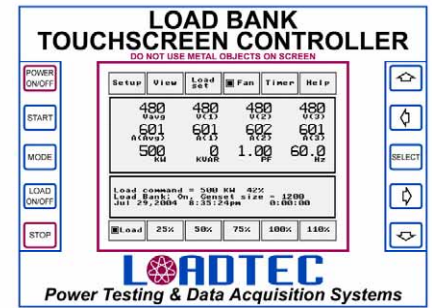 LOAD BANK
TOUCHSCREEN CONTROLLER
DO NOT USE METAL OBJECTS ON SCREEN
POWER ON/OFF
START
MODE
LOAD ON/OFF
STOP
Setup View Load set Fan Timer Help
480 480 480 480
Vavg V(1) V(2) V(3)
601 601 602 601
A(Avg) A(1) A(2) A(3)
500 0 1.00 60.0
KW KVAR PF Hz
Load command = 500 KW 42%
Load Bank: On, Genset size = 1200
Jul 29,2004 8:35:24pm 0:00:00
Load 25% 50% 75% 100% 110%
SELECT
LOADTEC
Power Testing & Data Acquisition Systems